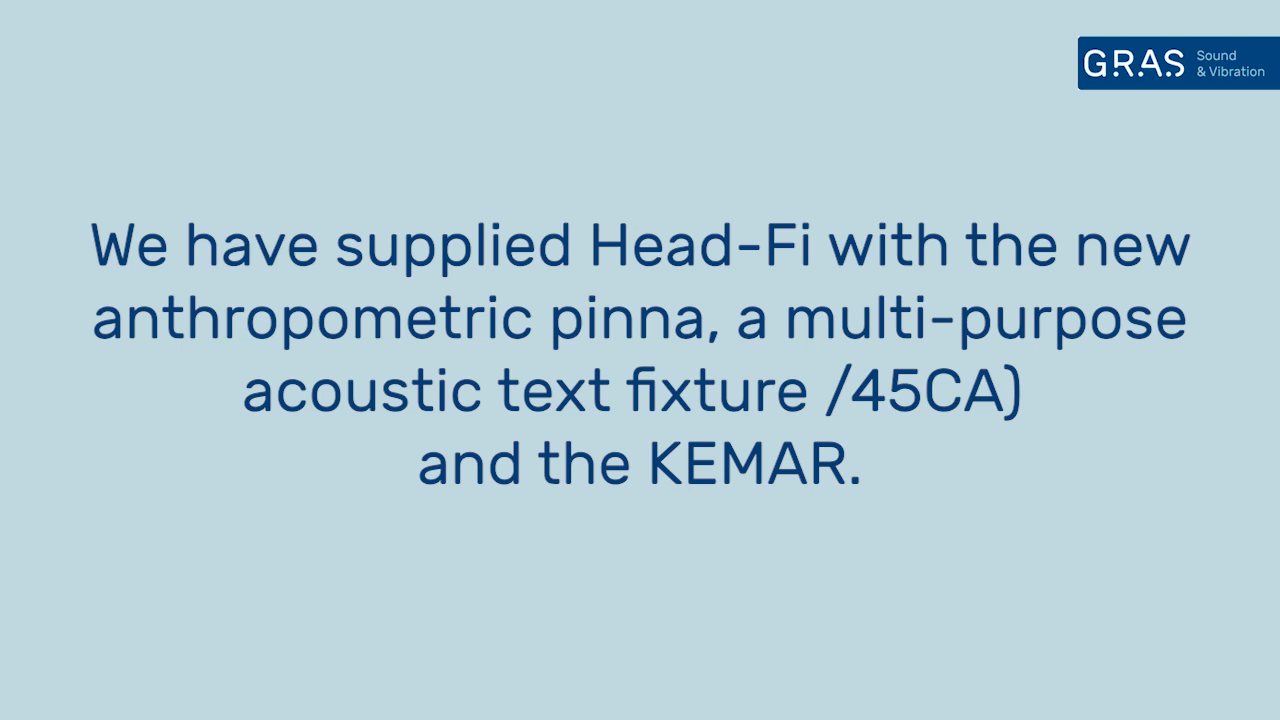 GRAS Sound
& Vibration
We have supplied Head-Fi with the new
anthropometric pinna, a multi-purpose
acoustic text fixture /45CA)
and the KEMAR.